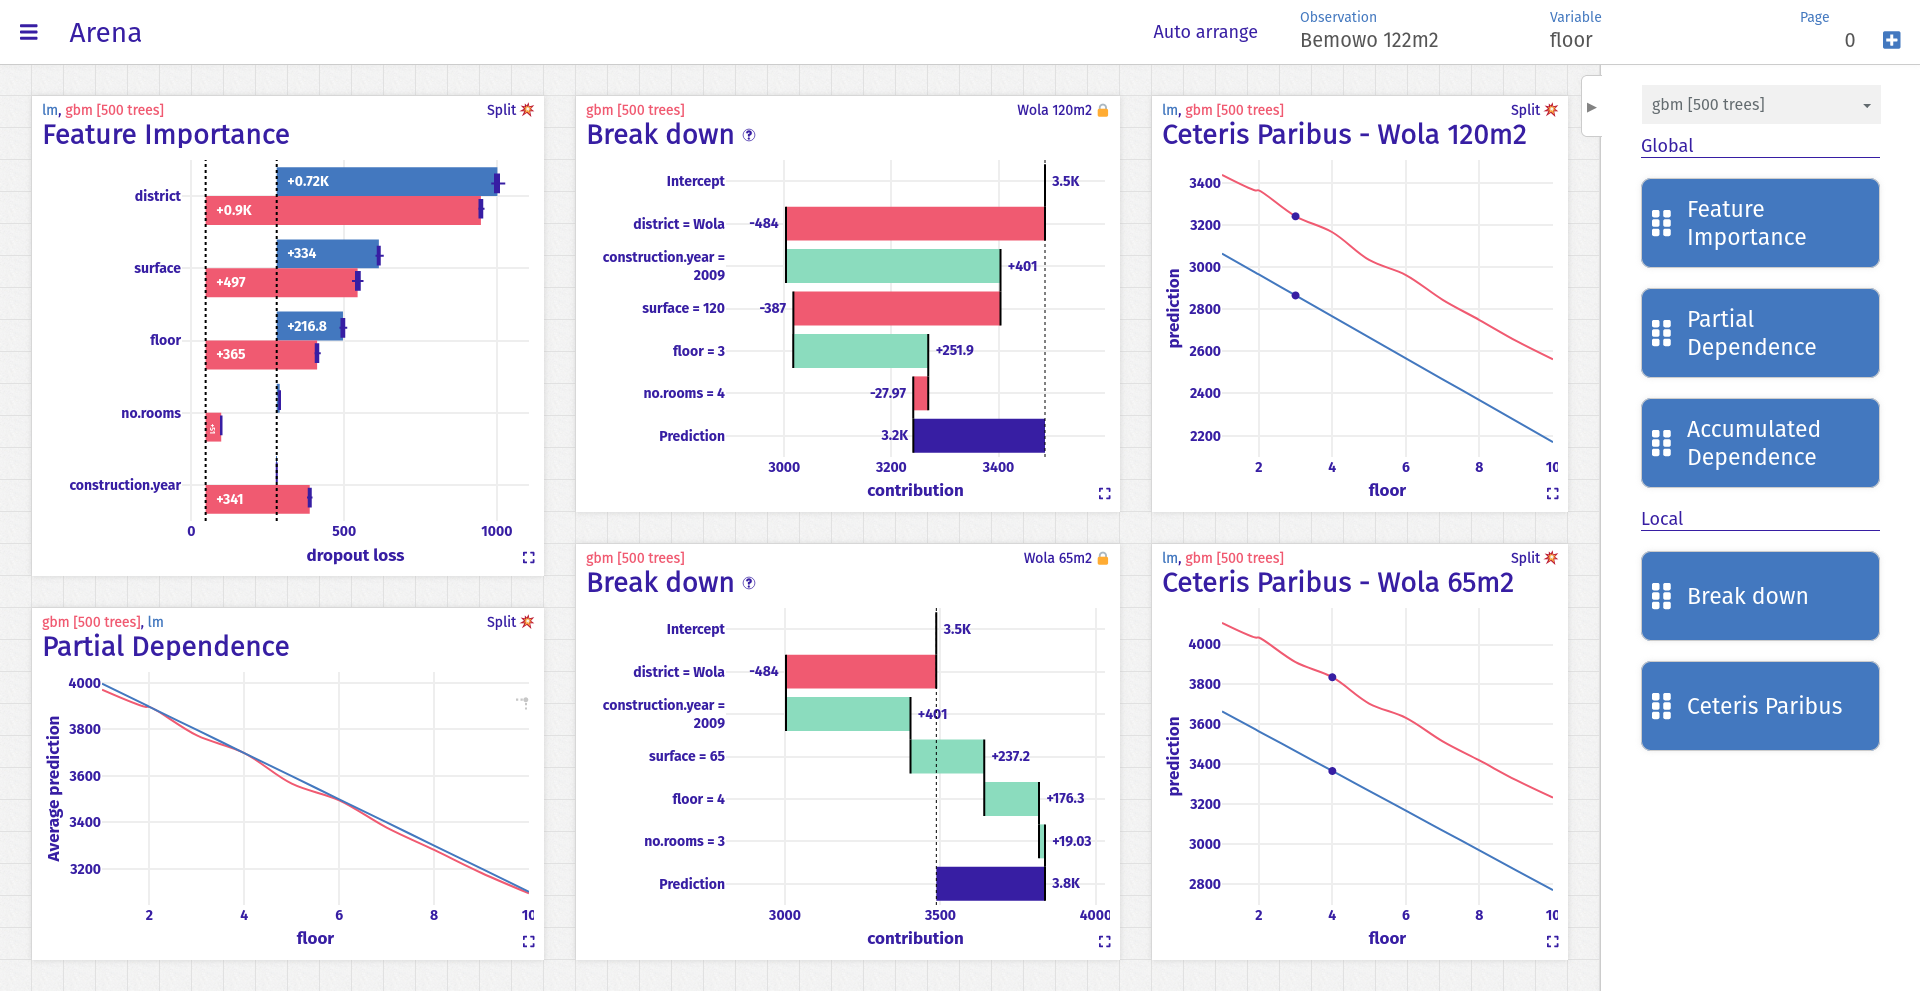 Arena
Auto arrange
Observation
Bemowo 122m2
Variable
floor
Page
0
lm, gbm [500 trees]
Split
Feature Importance
+0.72K
district
+0.9K
+334
surface
+497
+216.8
floor
+365
no.rooms
+51
construction.year
+341
0
500
1000
dropout loss
gbm [500 trees], lm
Split
Partial Dependence
4000
3800
3600
3400
3200
Average prediction
2
4
6
8
10
floor
gbm [500 trees]
Wola 120m2
Break down
Intercept
3.5K
district = Wola
-484
construction.year =
2009
+401
surface = 120
-387
floor = 3
+251.9
no.rooms = 4
-27.97
Prediction
3.2K
3000
3200
3400
contribution
gbm [500 trees]
Wola 65m2
Break down
Intercept
3.5K
district = Wola
-484
construction.year =
2009
+401
surface = 65
+237.2
floor = 4
+176.3
no.rooms = 3
+19.03
Prediction
3.8K
3000
3500
4000
contribution
lm, gbm [500 trees]
Split
Ceteris Paribus - Wola 120m2
3400
3200
3000
2800
2600
2400
2200
prediction
2
4
6
8
10
floor
lm, gbm [500 trees]
Split
Ceteris Paribus - Wola 65m2
4000
3800
3600
3400
3200
3000
2800
prediction
2
4
6
8
10
floor
gbm [500 trees]
Global
Feature
Importance
Partial
Dependence
Accumulated
Dependence
Local
Break down
Ceteris Paribus